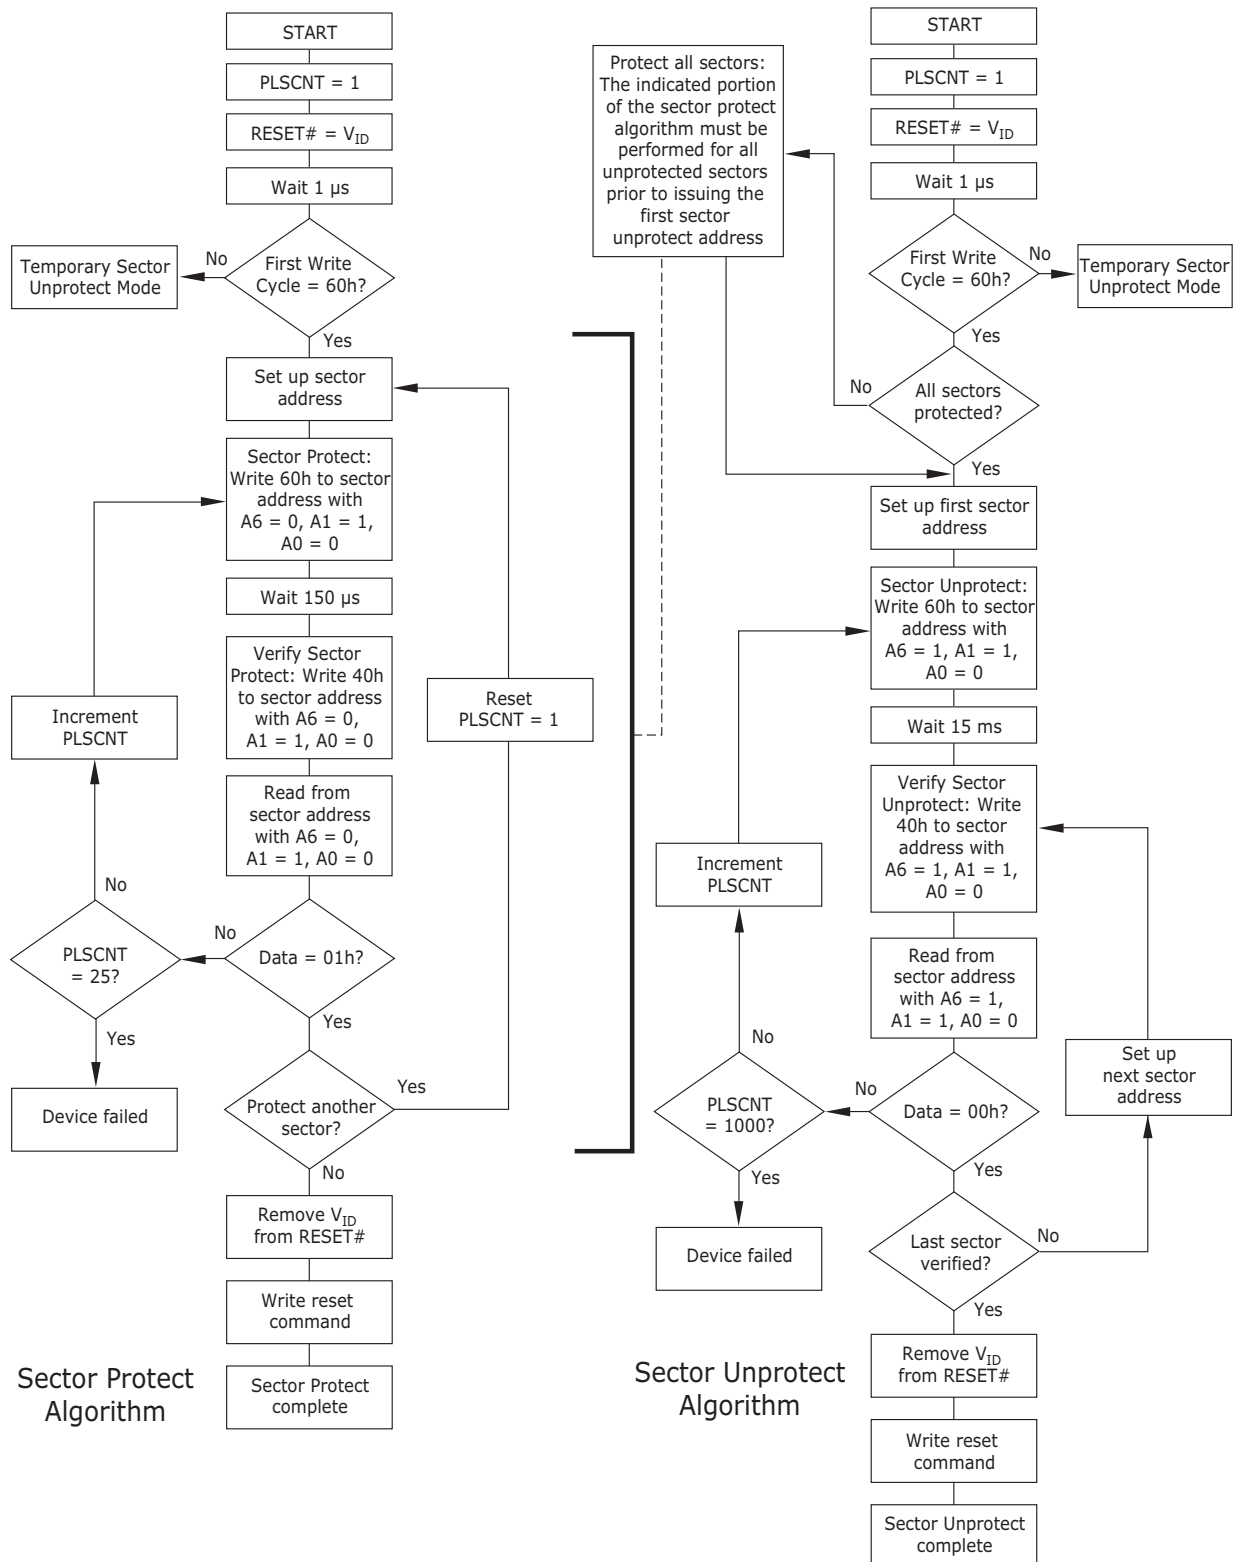 START
PLSCNT = 1
RESET# = VID
Wait 1 µs
First Write
Cycle = 60h?
No
Temporary Sector
Unprotect Mode
Yes
Set up sector
address
Sector Protect:
Write 60h to sector
address with
A6 = 0, A1 = 1,
A0 = 0
Wait 150 µs
Verify Sector
Protect: Write 40h
to sector address
with A6 = 0,
A1 = 1, A0 = 0
Reset
PLSCNT = 1
Increment
PLSCNT
Read from
sector address
with A6 = 0,
A1 = 1, A0 = 0
No
PLSCNT
= 25?
No
Data = 01h?
Yes
Yes
Device failed
Protect another
sector?
Yes
No
Remove VID
from RESET#
Write reset
command
Sector Protect
complete
Sector Protect
Algorithm
Protect all sectors:
The indicated portion
of the sector protect
algorithm must be
performed for all
unprotected sectors
prior to issuing the
first sector
unprotect address
START
PLSCNT = 1
RESET# = VID
Wait 1 µs
First Write
Cycle = 60h?
No
Temporary Sector
Unprotect Mode
Yes
No
All sectors
protected?
Yes
Set up first sector
address
Sector Unprotect:
Write 60h to sector
address with
A6 = 1, A1 = 1,
A0 = 0
Wait 15 ms
Verify Sector
Unprotect: Write
40h to sector
address with
A6 = 1, A1 = 1,
A0 = 0
Increment
PLSCNT
Read from
sector address
with A6 = 1,
A1 = 1, A0 = 0
No
PLSCNT
= 1000?
No
Data = 00h?
Set up
next sector
address
Yes
Yes
Device failed
Last sector
verified?
No
Yes
Remove VID
from RESET#
Write reset
command
Sector Unprotect
complete
Sector Unprotect
Algorithm